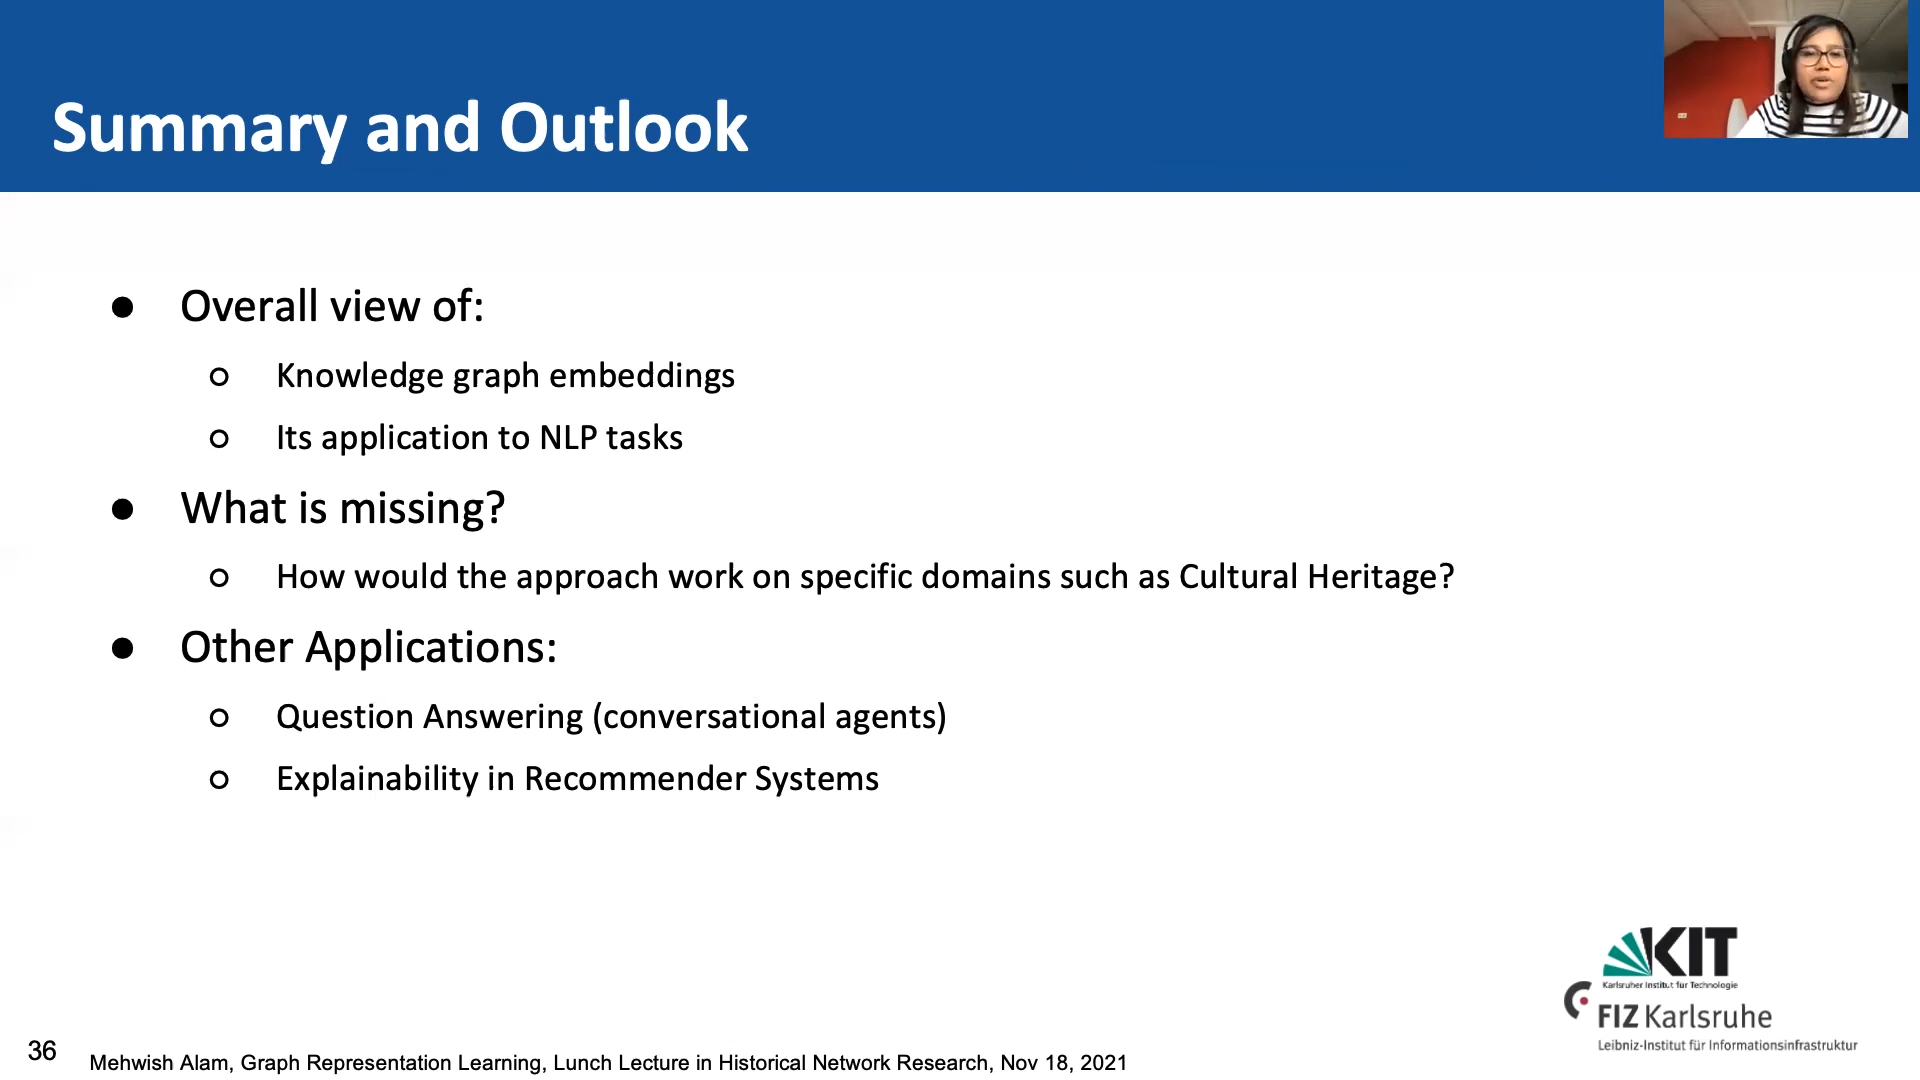 Summary and Outlook
● Overall view of:
○ Knowledge graph embeddings
○ Its application to NLP tasks
● What is missing?
○ How would the approach work on specific domains such as Cultural Heritage?
● Other Applications:
○ Question Answering (conversational agents)
○ Explainability in Recommender Systems
KIT
Karlsruher Institut für Technologie
FIZ Karlsruhe
Leibniz-Institut für Informationsinfrastruktur
36
Mehwish Alam, Graph Representation Learning, Lunch Lecture in Historical Network Research, Nov 18, 2021